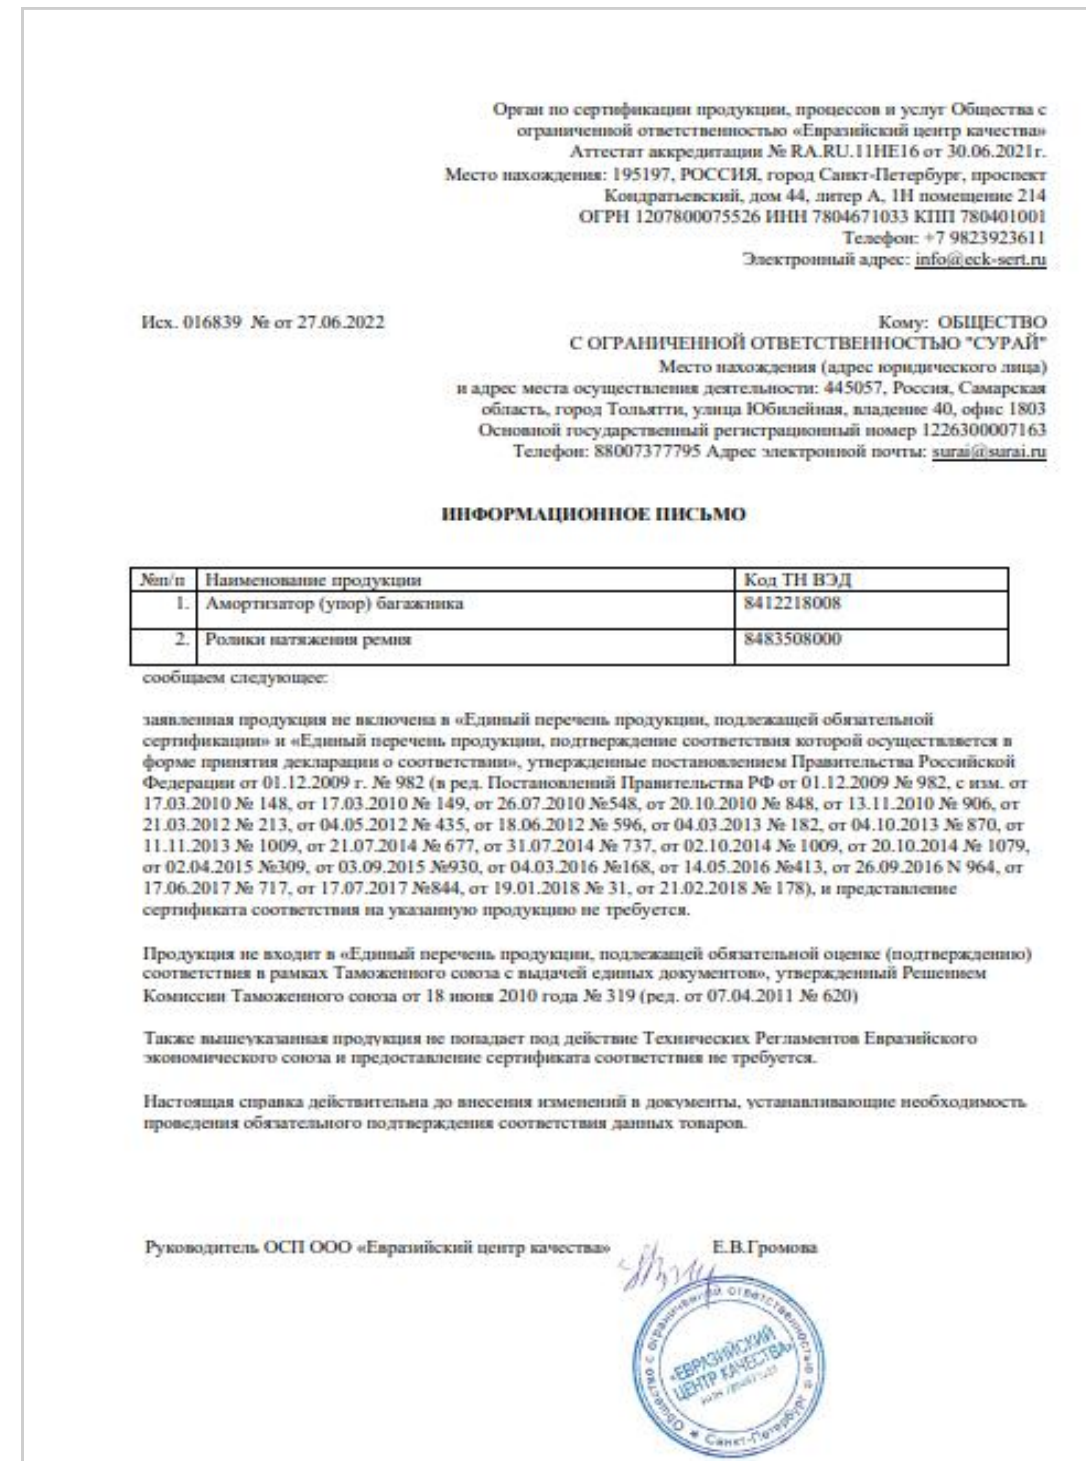 Орган по сертификации продукции, процессов и услуг Общества с
ограниченной ответственностью «Евразийский центр качества»
Аттестат аккредитации № RA.RU.11НЕ16 от 30.06.2021г.
Место нахождения: 195197, РОССИЯ, город Санкт-Петербург, проспект
Кондратьевский, дом 44, литер А, 1Н помещение 214
ОГРН 1207800075526 ИНН 7804671033 КПП 780401001
Телефон: +7 9823923611
Электронный адрес: info@eck-sert.ru
Исх. 016839 № от 27.06.2022
Кому: ОБЩЕСТВО
С ОГРАНИЧЕННОЙ ОТВЕТСТВЕННОСТЬЮ "СУРАЙ"
Место нахождения (адрес юридического лица)
и адрес места осуществления деятельности: 445057, Россия, Самарская
область, город Тольятти, улица Юбилейная, владение 40, офис 1803
Основной государственный регистрационный номер 1226300007163
Телефон: 88007377795 Адрес электронной почты: surai@surai.ru
ИНФОРМАЦИОННОЕ ПИСЬМО
№п/п Наименование продукции Код ТН ВЭД
1. Амортизатор (упор) багажника 8412218008
2. Ролики натяжения ремня 8483508000
сообщаем следующее:
заявленная продукция не включена в «Единый перечень продукции, подлежащей обязательной
сертификации» и «Единый перечень продукции, подтверждение соответствия которой осуществляется в
форме принятия декларации о соответствии», утвержденные постановлением Правительства Российской
Федерации от 01.12.2009 г. № 982 (в ред. Постановлений Правительства РФ от 01.12.2009 № 982, с изм. от
17.03.2010 № 148, от 17.03.2010 № 149, от 26.07.2010 №548, от 20.10.2010 № 848, от 13.11.2010 № 906, от
21.03.2012 № 213, от 04.05.2012 № 435, от 18.06.2012 № 596, от 04.03.2013 № 182, от 04.10.2013 № 870, от
11.11.2013 № 1009, от 21.07.2014 № 677, от 31.07.2014 № 737, от 02.10.2014 № 1009, от 20.10.2014 № 1079,
от 02.04.2015 №309, от 03.09.2015 №930, от 04.03.2016 №168, от 14.05.2016 №413, от 26.09.2016 N 964, от
17.06.2017 № 717, от 17.07.2017 №844, от 19.01.2018 № 31, от 21.02.2018 № 178), и представление
сертификата соответствия на указанную продукцию не требуется.
Продукция не входит в «Единый перечень продукции, подлежащей обязательной оценке (подтверждению)
соответствия в рамках Таможенного союза с выдачей единых документов», утвержденный Решением
Комиссии Таможенного союза от 18 июня 2010 года № 319 (ред. от 07.04.2011 № 620)
Также вышеуказанная продукция не попадает под действие Технических Регламентов Евразийского
экономического союза и предоставление сертификата соответствия не требуется.
Настоящая справка действительна до внесения изменений в документы, устанавливающие необходимость
проведения обязательного подтверждения соответствия данных товаров.
Руководитель ОСП ООО «Евразийский центр качества» Е.В.Громова
Общество с ограниченной ответственностью
«ЕВРАЗИЙСКИЙ
ЦЕНТР КАЧЕСТВА»
Санкт-Петербург